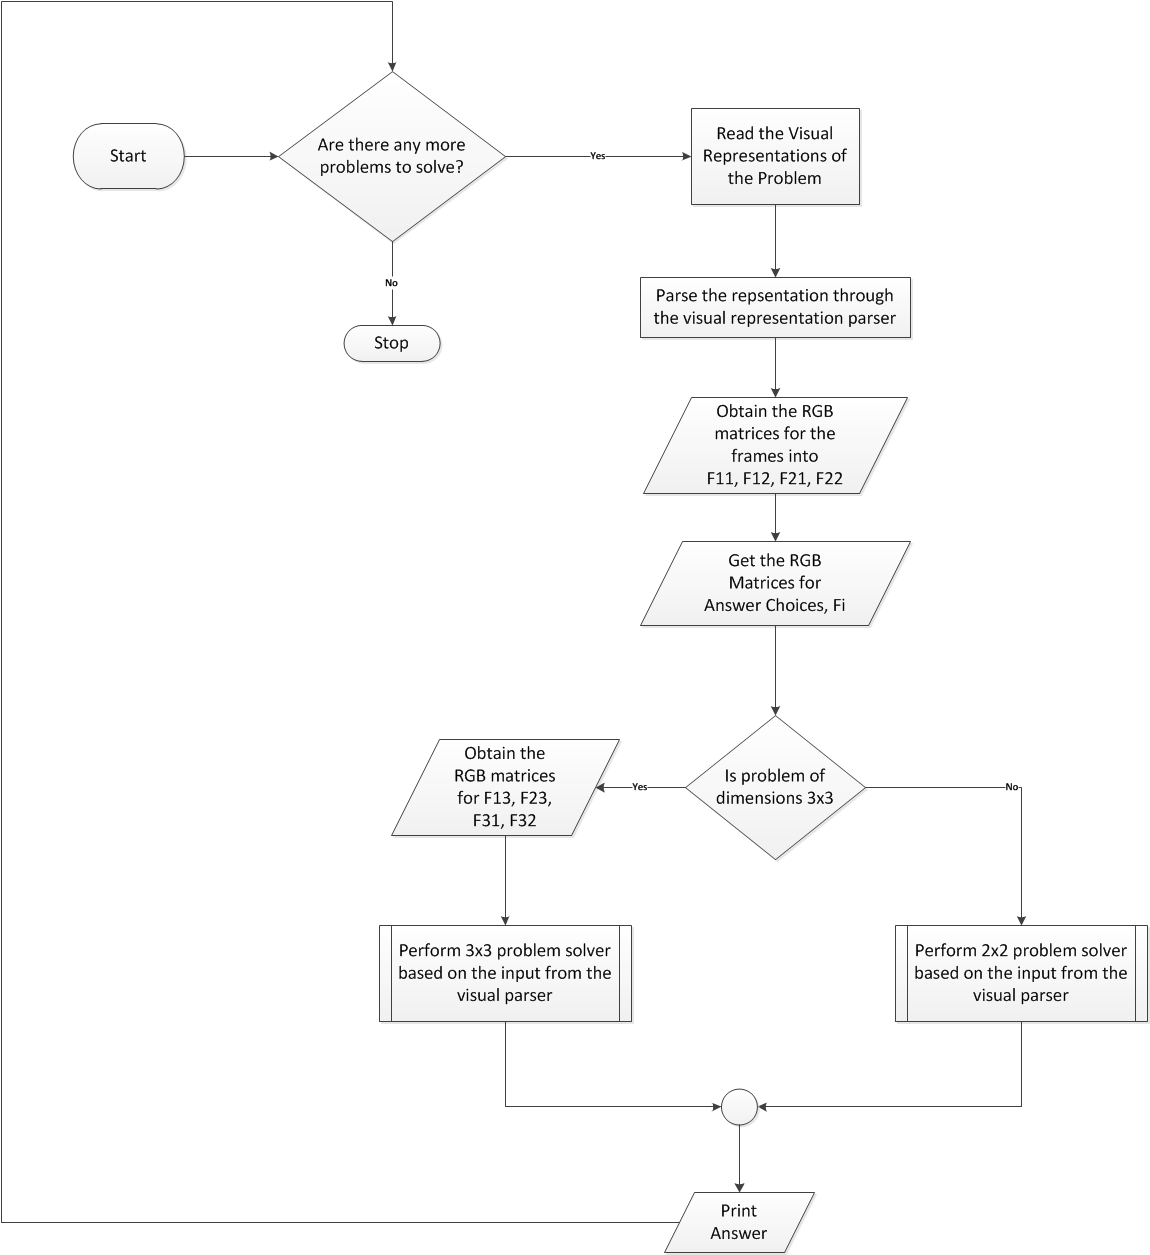 Start
Are there any more
problems to solve?
Yes
Read the Visual
Representations of
the Problem
No
Stop
Parse the repsentation through
the visual representation parser
Obtain the RGB
matrices for the
frames into
F11, F12, F21, F22
Get the RGB
Matrices for
Answer Choices, Fi
Is problem of
dimensions 3x3
Yes
No
Obtain the
RGB matrices
for F13, F23,
F31, F32
Perform 3x3 problem solver
based on the input from the
visual parser
Perform 2x2 problem solver
based on the input from the
visual parser
Print
Answer